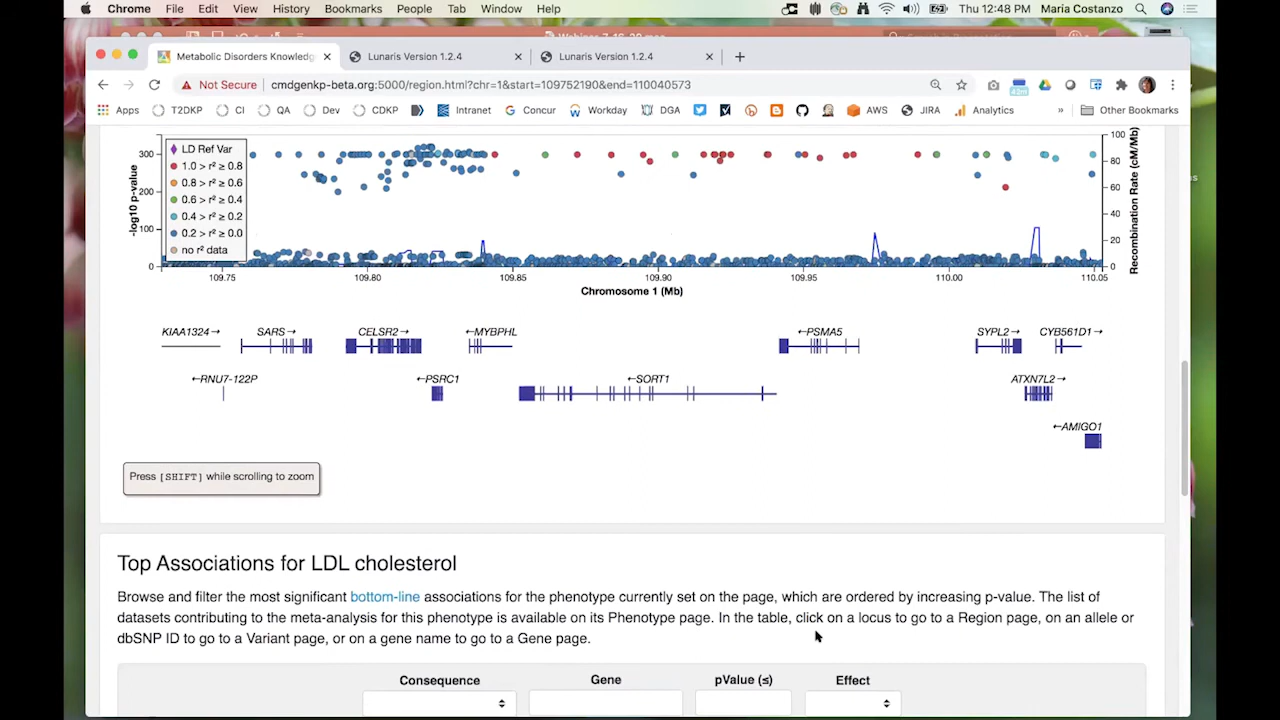 Chrome File Edit View History Bookmarks People Tab Window Help Thu 12:48 PM Maria Costanzo
Metabolic Disorders Knowledg Lunaris Version 1.2.4 Lunaris Version 1.2.4
Not Secure cmdgenkp-beta.org:5000/region.html?chr=1&start=109752190&end=110040573
Apps T2DKP CI QA Dev CDKP Intranet Concur Workday DGA AWS JIRA Analytics » Other Bookmarks
LD Ref Var
1.0 > r² ≥ 0.8
0.8 > r² ≥ 0.6
0.6 > r² ≥ 0.4
0.4 > r² ≥ 0.2
0.2 > r² ≥ 0.0
no r² data
300
200
100
0
-log10 p-value
100
80
60
40
20
0
Recombination Rate (cM/Mb)
109.75 109.80 109.85 109.90 109.95 110.00 110.05
Chromosome 1 (Mb)
KIAA1324→ SARS→ CELSR2→ ←MYBPHL ←PSMA5 SYPL2→ CYB561D1→
←RNU7-122P ←PSRC1 ←SORT1 ATXN7L2→
←AMIGO1
Press [SHIFT] while scrolling to zoom
Top Associations for LDL cholesterol
Browse and filter the most significant bottom-line associations for the phenotype currently set on the page, which are ordered by increasing p-value. The list of
datasets contributing to the meta-analysis for this phenotype is available on its Phenotype page. In the table, click on a locus to go to a Region page, on an allele or
dbSNP ID to go to a Variant page, or on a gene name to go to a Gene page.
Consequence Gene pValue (≤) Effect